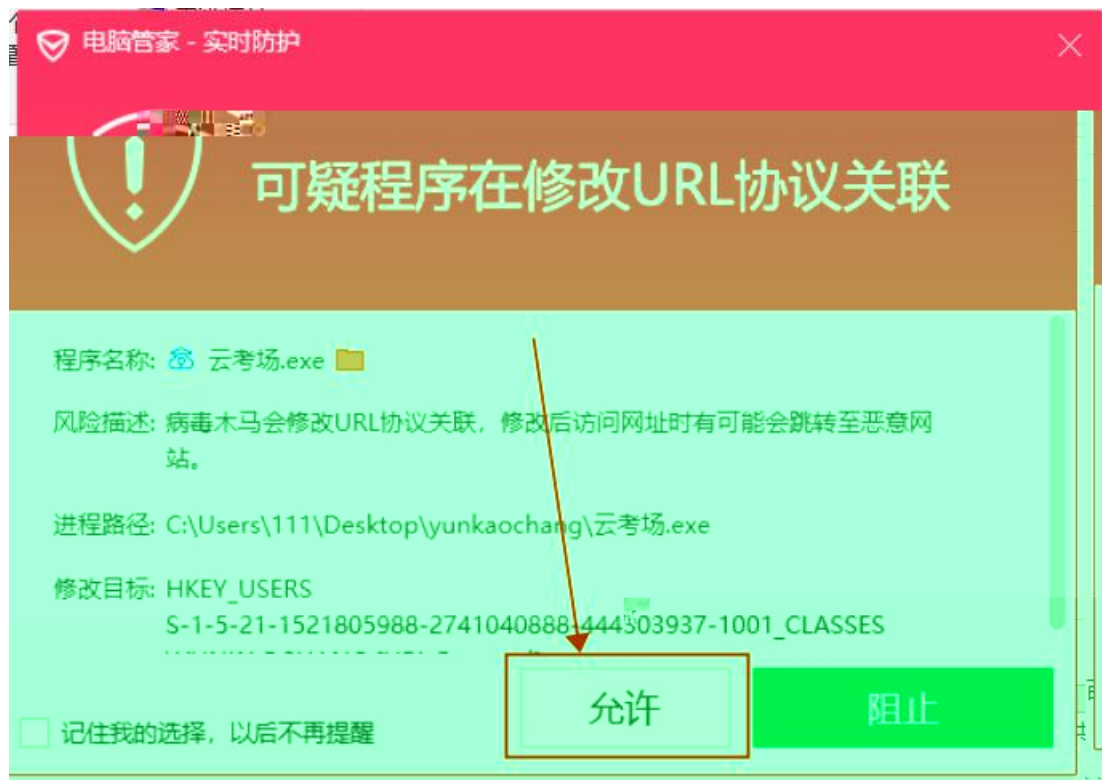 电脑管家 - 实时防护
可疑程序在修改URL协议关联
程序名称: 云考场.exe
风险描述: 病毒木马会修改URL协议关联，修改后访问网址时有可能会跳转至恶意网
站。
进程路径: C:\Users\111\Desktop\yunkaochang\云考场.exe
修改目标: HKEY_USERS
S-1-5-21-1521805988-2741040888-444303937-1001_CLASSES
记住我的选择，以后不再提醒
允许
阻止